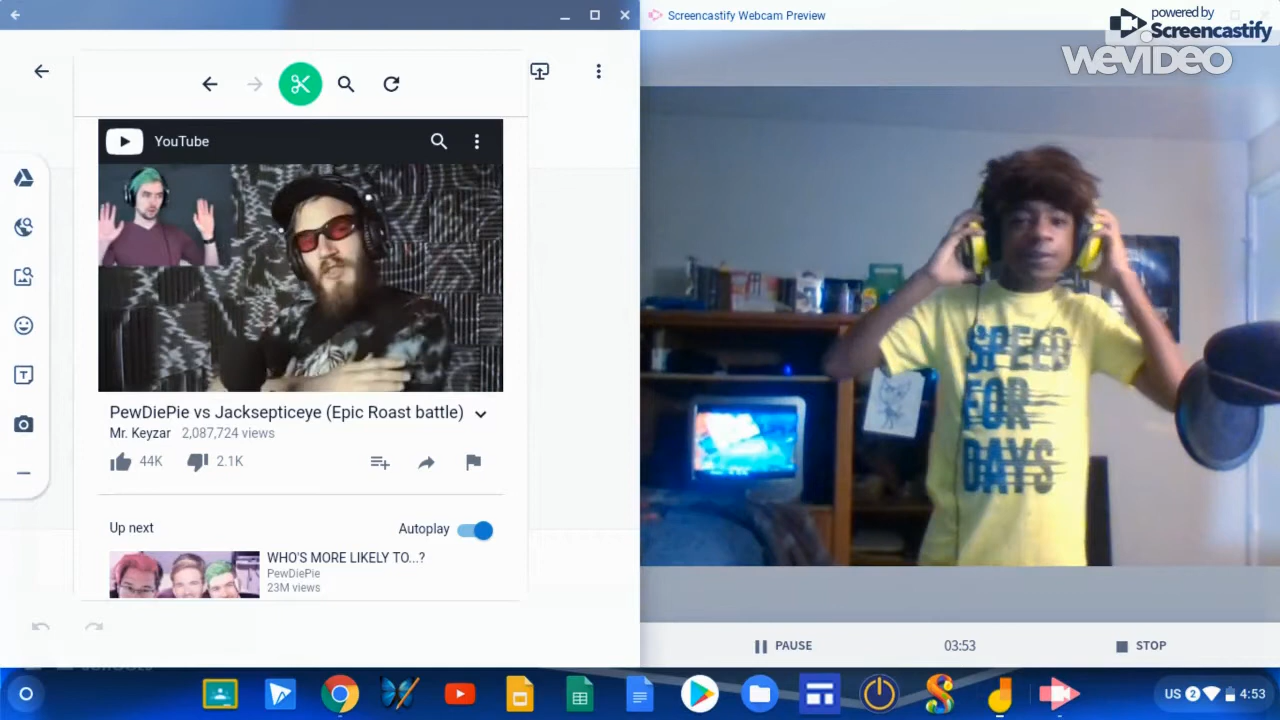 Screencastify Webcam Preview
powered by
Screencastify
WeVideo
YouTube
PewDiePie vs Jacksepticeye (Epic Roast battle)
Mr. Keyzar 2,087,724 views
44K 2.1K
Up next
Autoplay
WHO'S MORE LIKELY TO...?
PewDiePie
23M views
SPEED
FOR
DAYS
PAUSE
03:53
STOP
US 2 4:53